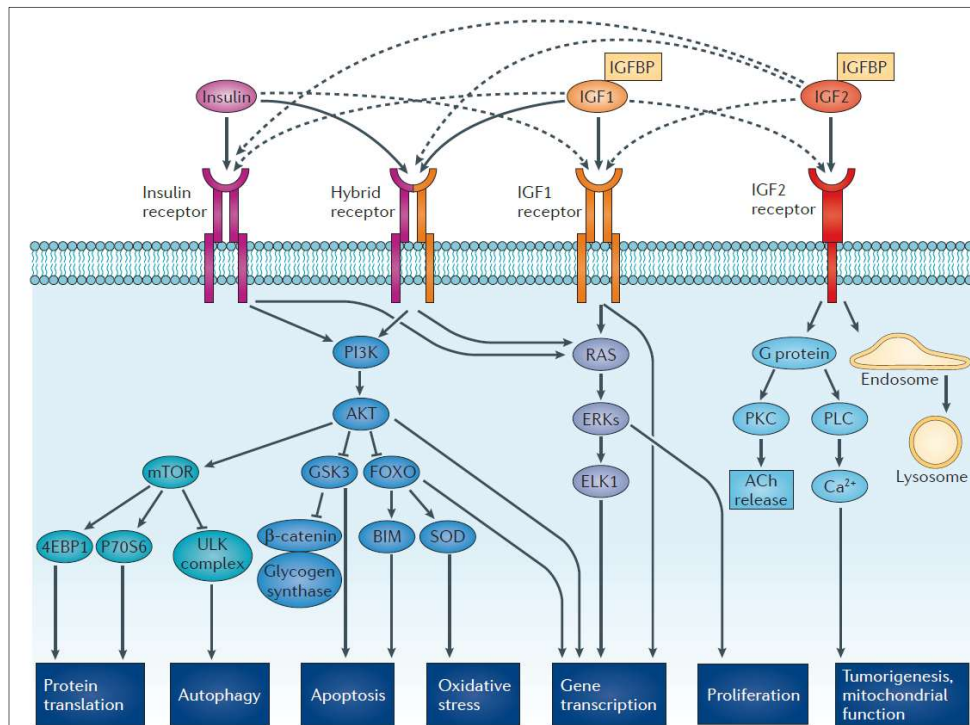 IGFBP
IGFBP
Insulin
IGF1
IGF2
Insulin
receptor
Hybrid
receptor
IGF1
receptor
IGF2
receptor
PI3K
RAS
G protein
Endosome
AKT
ERKs
PKC
PLC
mTOR
GSK3
FOXO
ELK1
ACh
release
Ca²⁺
Lysosome
4EBP1
P70S6
ULK
complex
β-catenin
Glycogen
synthase
BIM
SOD
Protein
translation
Autophagy
Apoptosis
Oxidative
stress
Gene
transcription
Proliferation
Tumorigenesis,
mitochondrial
function